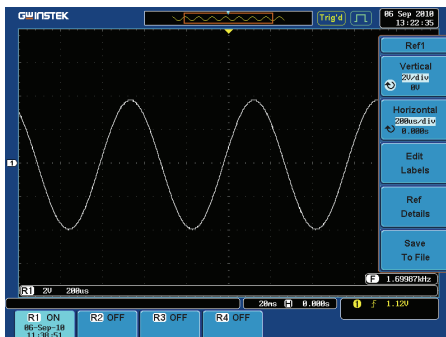 GWINSTEK
Trig'd
06 Sep 2010
13:22:35
Ref1
Vertical
2V/div
0V
Horizontal
200us/div
0.000s
Edit
Labels
Ref
Details
Save
To File
1
F 1.69987kHz
R1 2V 200us
20ms H 0.000s
1 1.12V
R1 ON
06-Sep-10
11:38:51
R2 OFF
R3 OFF
R4 OFF